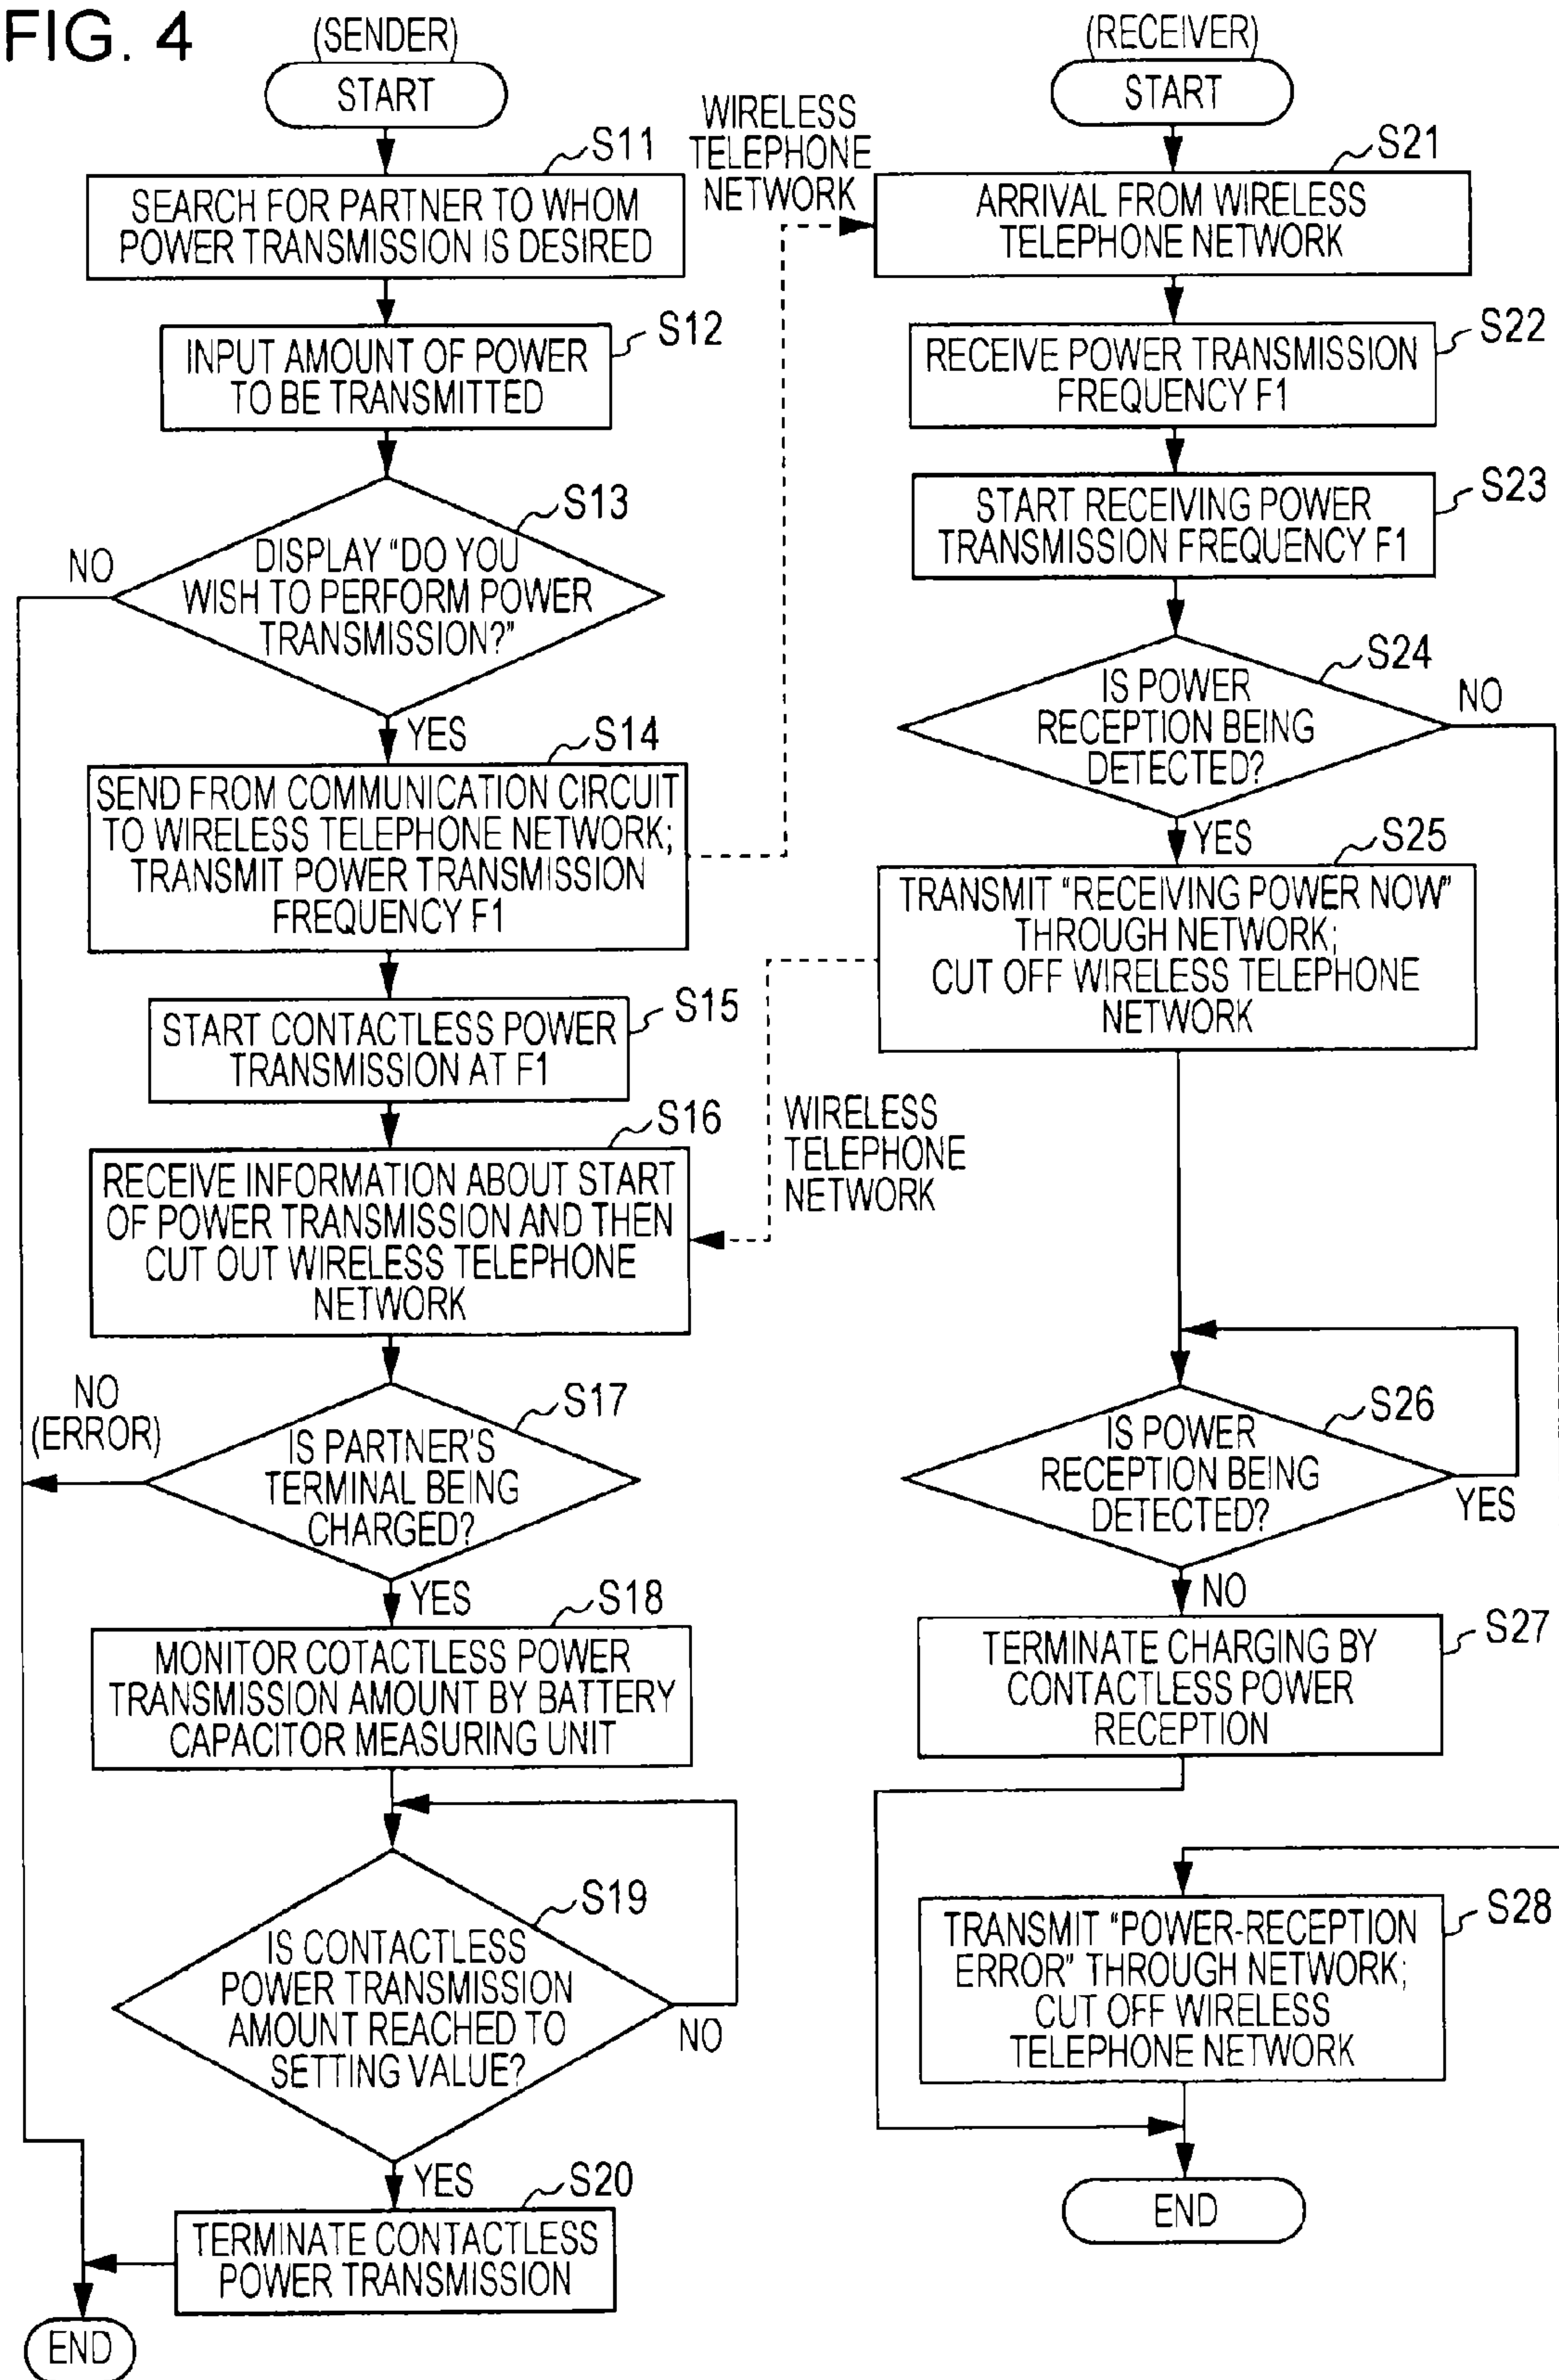 FIG. 4
(SENDER)
START
S11
SEARCH FOR PARTNER TO WHOM
POWER TRANSMISSION IS DESIRED
S12
INPUT AMOUNT OF POWER
TO BE TRANSMITTED
S13
NO
DISPLAY “DO YOU
WISH TO PERFORM POWER
TRANSMISSION?”
YES
S14
SEND FROM COMMUNICATION CIRCUIT
TO WIRELESS TELEPHONE NETWORK;
TRANSMIT POWER TRANSMISSION
FREQUENCY F1
S15
START CONTACTLESS POWER
TRANSMISSION AT F1
S16
RECEIVE INFORMATION ABOUT START
OF POWER TRANSMISSION AND THEN
CUT OUT WIRELESS TELEPHONE
NETWORK
NO
(ERROR)
S17
IS PARTNER'S
TERMINAL BEING
CHARGED?
YES
S18
MONITOR COTACTLESS POWER
TRANSMISSION AMOUNT BY BATTERY
CAPACITOR MEASURING UNIT
S19
IS CONTACTLESS
POWER TRANSMISSION
AMOUNT REACHED TO
SETTING VALUE?
NO
YES
S20
TERMINATE CONTACTLESS
POWER TRANSMISSION
END
WIRELESS
TELEPHONE
NETWORK
WIRELESS
TELEPHONE
NETWORK
(RECEIVER)
START
S21
ARRIVAL FROM WIRELESS
TELEPHONE NETWORK
S22
RECEIVE POWER TRANSMISSION
FREQUENCY F1
S23
START RECEIVING POWER
TRANSMISSION FREQUENCY F1
S24
IS POWER
RECEPTION BEING
DETECTED?
NO
YES
S25
TRANSMIT “RECEIVING POWER NOW”
THROUGH NETWORK;
CUT OFF WIRELESS TELEPHONE
NETWORK
S26
IS POWER
RECEPTION BEING
DETECTED?
YES
NO
S27
TERMINATE CHARGING BY
CONTACTLESS POWER
RECEPTION
S28
TRANSMIT “POWER-RECEPTION
ERROR” THROUGH NETWORK;
CUT OFF WIRELESS
TELEPHONE NETWORK
END